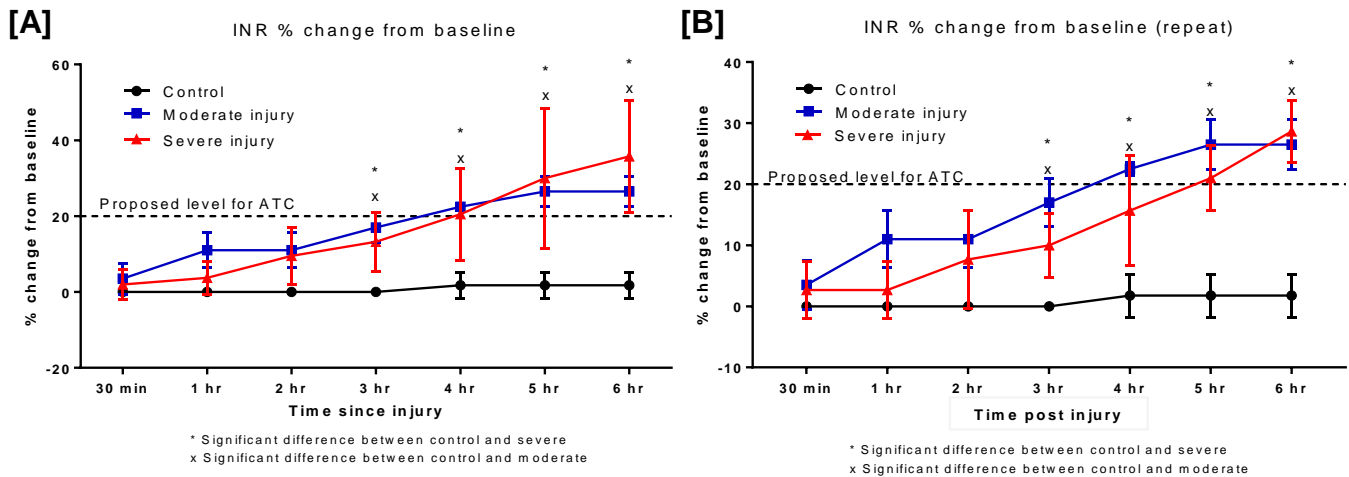 [A]
INR % change from baseline
60
40
20
0
-20
% change from baseline
Control
Moderate injury
Severe injury
Proposed level for ATC
* * * *
x x x x
30 min 1 hr 2 hr 3 hr 4 hr 5 hr 6 hr
Time since injury
* Significant difference between control and severe
x Significant difference between control and moderate
[B]
INR % change from baseline (repeat)
40
30
20
10
0
-10
% change from baseline
Control
Moderate injury
Severe injury
Proposed level for ATC
* * * *
x x x x
30 min 1 hr 2 hr 3 hr 4 hr 5 hr 6 hr
Time post injury
* Significant difference between control and severe
x Significant difference between control and moderate